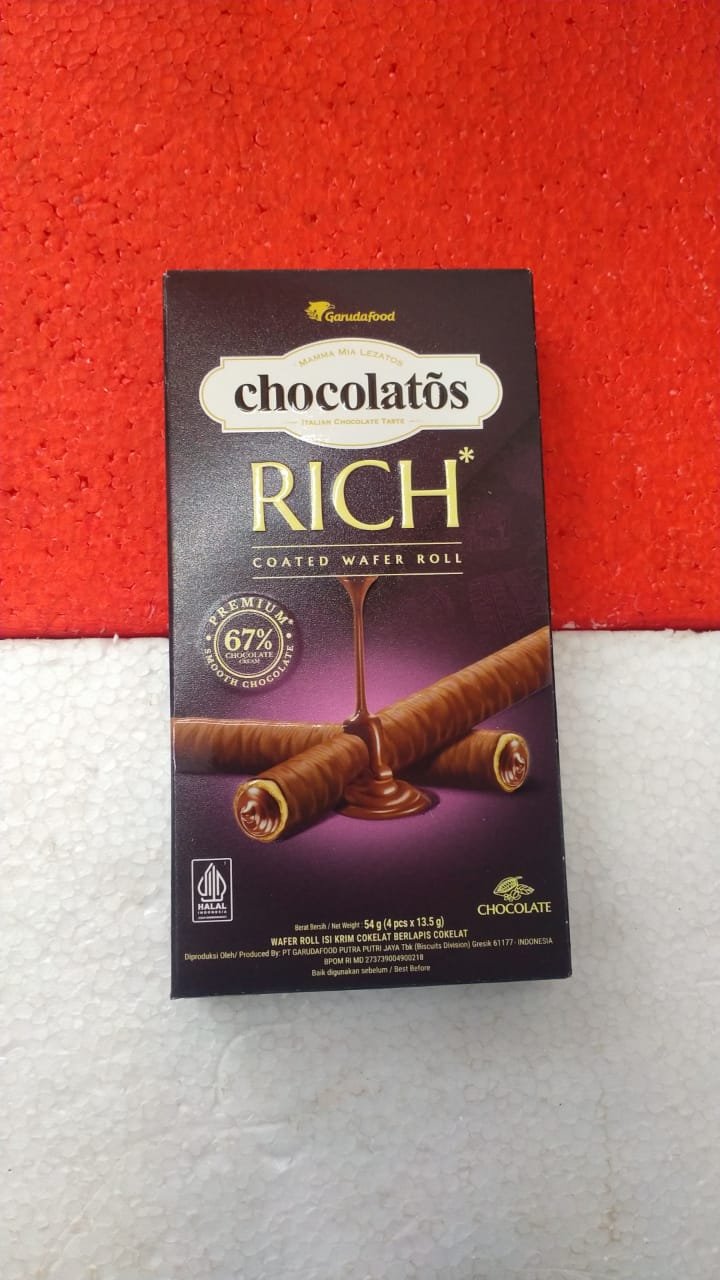 Garudafood
MAMMA MIA LEZATOS
chocolatõs
ITALIAN CHOCOLATE TASTE
RICH*
COATED WAFER ROLL
PREMIUM*
67%
CHOCOLATE
CREAM
SMOOTH CHOCOLATE
HALAL
INDONESIA
CHOCOLATE
Berat Bersih / Net Weight : 54 g (4 pcs x 13.5 g)
WAFER ROLL ISI KRIM COKELAT BERLAPIS COKELAT
Diproduksi Oleh/ Produced By: PT GARUDAFOOD PUTRA PUTRI JAYA Tbk (Biscuits Division) Gresik 61177- INDONESIA
BPOM RI MD 273739004900218
Baik digunakan sebelum / Best Before